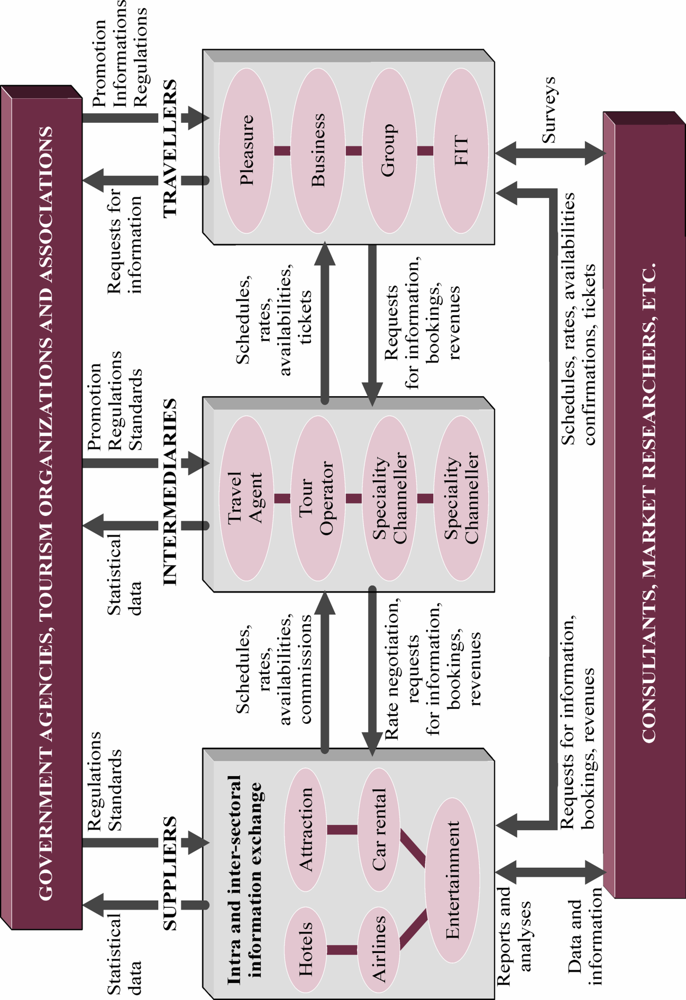 GOVERNMENT AGENCIES, TOURISM ORGANIZATIONS AND ASSOCIATIONS
Statistical
data
Regulations
Standards
Statistical
data
Promotion
Regulations
Standards
Requests for
information
Promotion
Informations
Regulations
SUPPLIERS
INTERMEDIARIES
TRAVELLERS
Intra and inter-sectoral
information exchange
Hotels
Attraction
Airlines
Car rental
Entertainment
Schedules,
rates,
availabilities,
commissions
Rate negotiation,
requests
for information,
bookings,
revenues
Travel
Agent
Tour
Operator
Speciality
Channeller
Speciality
Channeller
Schedules,
rates,
availabilities,
tickets
Requests
for information,
bookings,
revenues
Pleasure
Business
Group
FIT
Reports and
analyses
Data and
information
Requests for information,
bookings, revenues
Schedules, rates, availabilities
confirmations, tickets
Surveys
CONSULTANTS, MARKET RESEARCHERS, ETC.